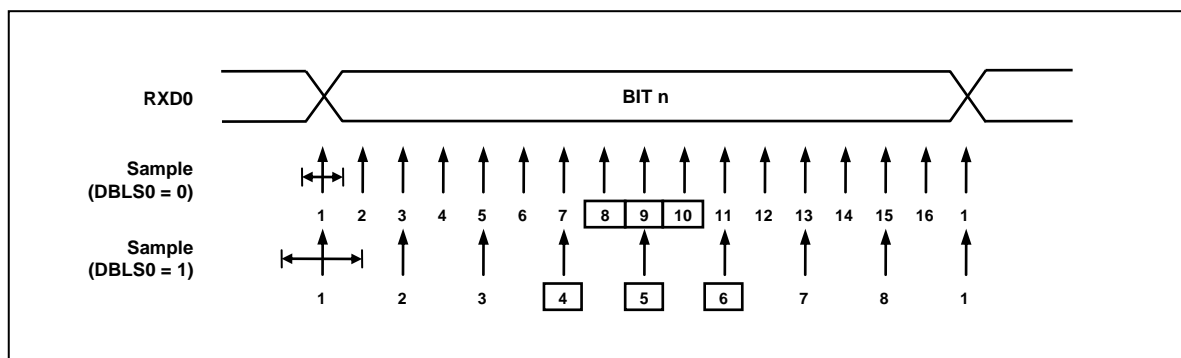 BIT n
RXD0
Sample
(DBLS0 = 0)
1 2 3 4 5 6 7 8 9 10 11 12 13 14 15 16 1
Sample
(DBLS0 = 1)
1 2 3 4 5 6 7 8 1